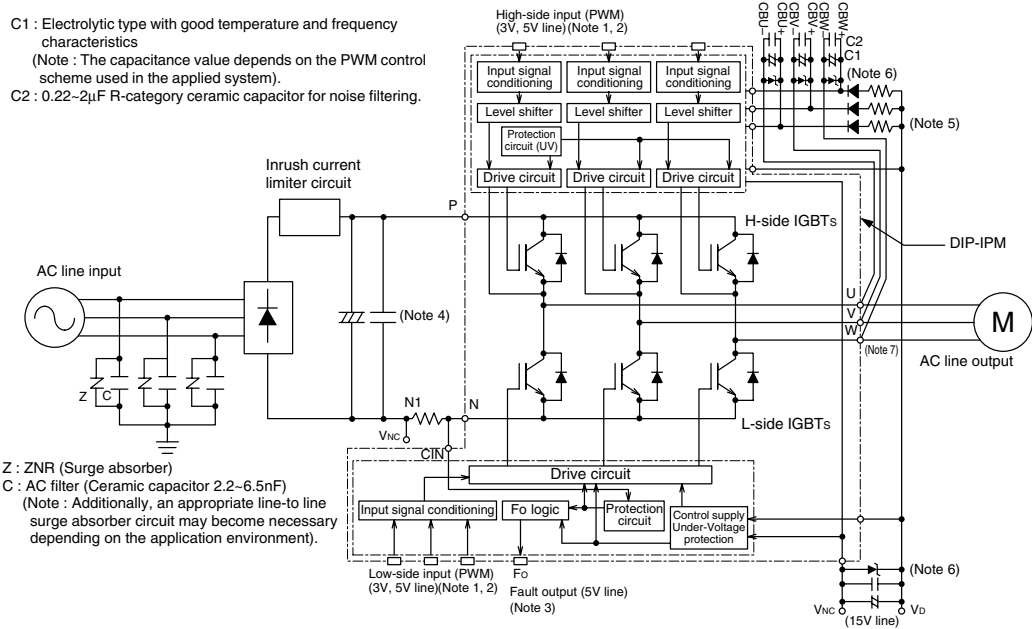 C1 : Electrolytic type with good temperature and frequency
characteristics
(Note : The capacitance value depends on the PWM control
scheme used in the applied system).
C2 : 0.22~2μF R-category ceramic capacitor for noise filtering.
High-side input (PWM)
(3V, 5V line)(Note 1, 2)
CBU–
CBU+
CBV–
CBV+
CBW–
CBW+
C2
C1
(Note 6)
(Note 5)
Input signal
conditioning
Input signal
conditioning
Input signal
conditioning
Level shifter
Level shifter
Level shifter
Protection
circuit (UV)
Drive circuit
Drive circuit
Drive circuit
Inrush current
limiter circuit
P
H-side IGBTS
DIP-IPM
AC line input
(Note 4)
U
V
W
(Note 7)
M
AC line output
Z
C
N1
N
VNC
CIN
L-side IGBTS
Z : ZNR (Surge absorber)
C : AC filter (Ceramic capacitor 2.2~6.5nF)
(Note : Additionally, an appropriate line-to line
surge absorber circuit may become necessary
depending on the application environment).
Drive circuit
Input signal conditioning
Fo logic
Protection
circuit
Control supply
Under-Voltage
protection
Low-side input (PWM)
(3V, 5V line)(Note 1, 2)
FO
Fault output (5V line)
(Note 3)
(Note 6)
VNC
VD
(15V line)